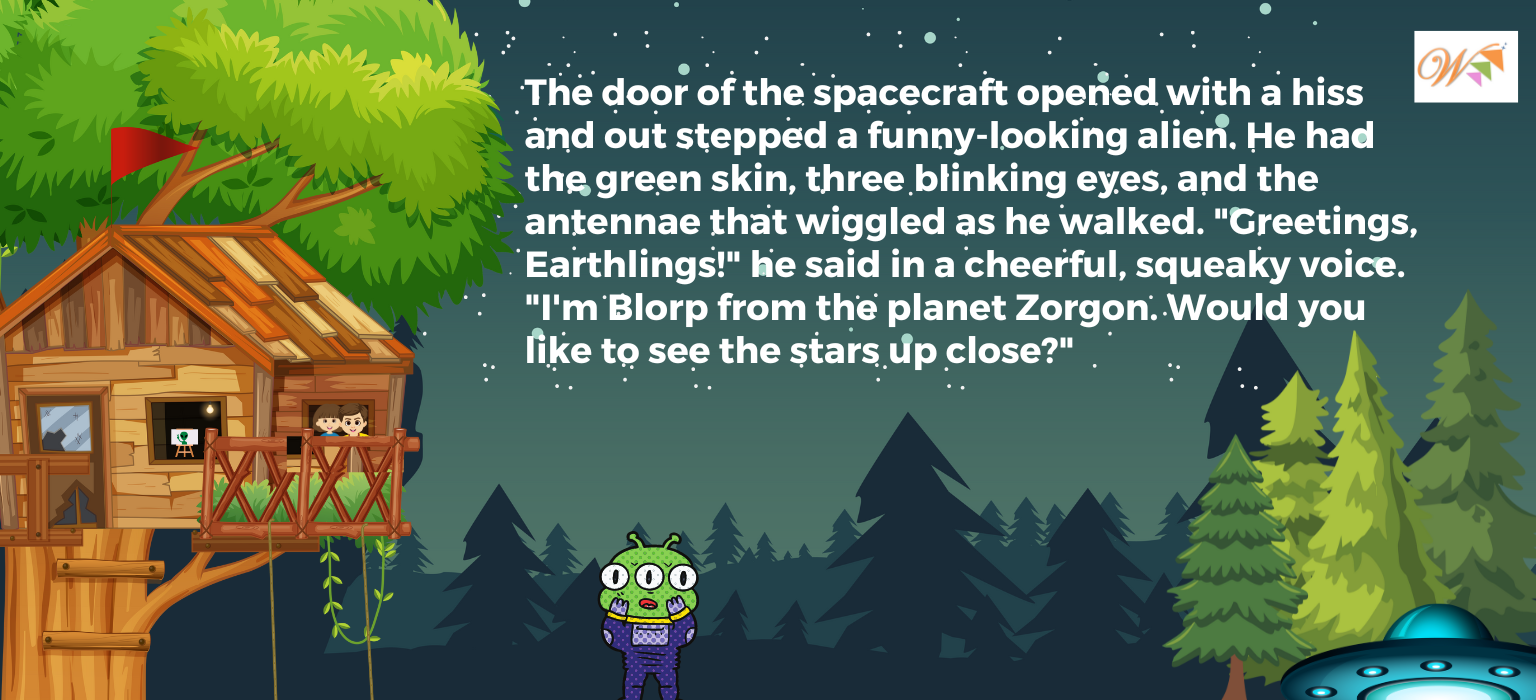 The door of the spacecraft opened with a hiss
and out stepped a funny-looking alien. He had
the green skin, three blinking eyes, and the
antennae that wiggled as he walked. "Greetings,
Earthlings!" he said in a cheerful, squeaky voice.
"I'm Blorp from the planet Zorgon. Would you
like to see the stars up close?"
W